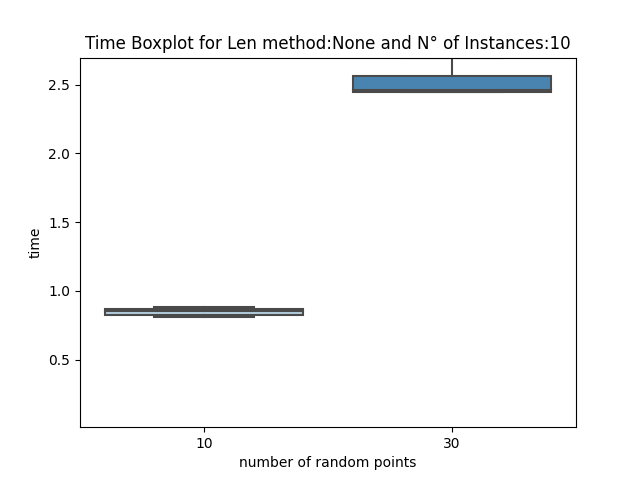 Time Boxplot for Len method:None and N° of Instances:10
2.5
2.0
1.5
1.0
0.5
time
10 30
number of random points